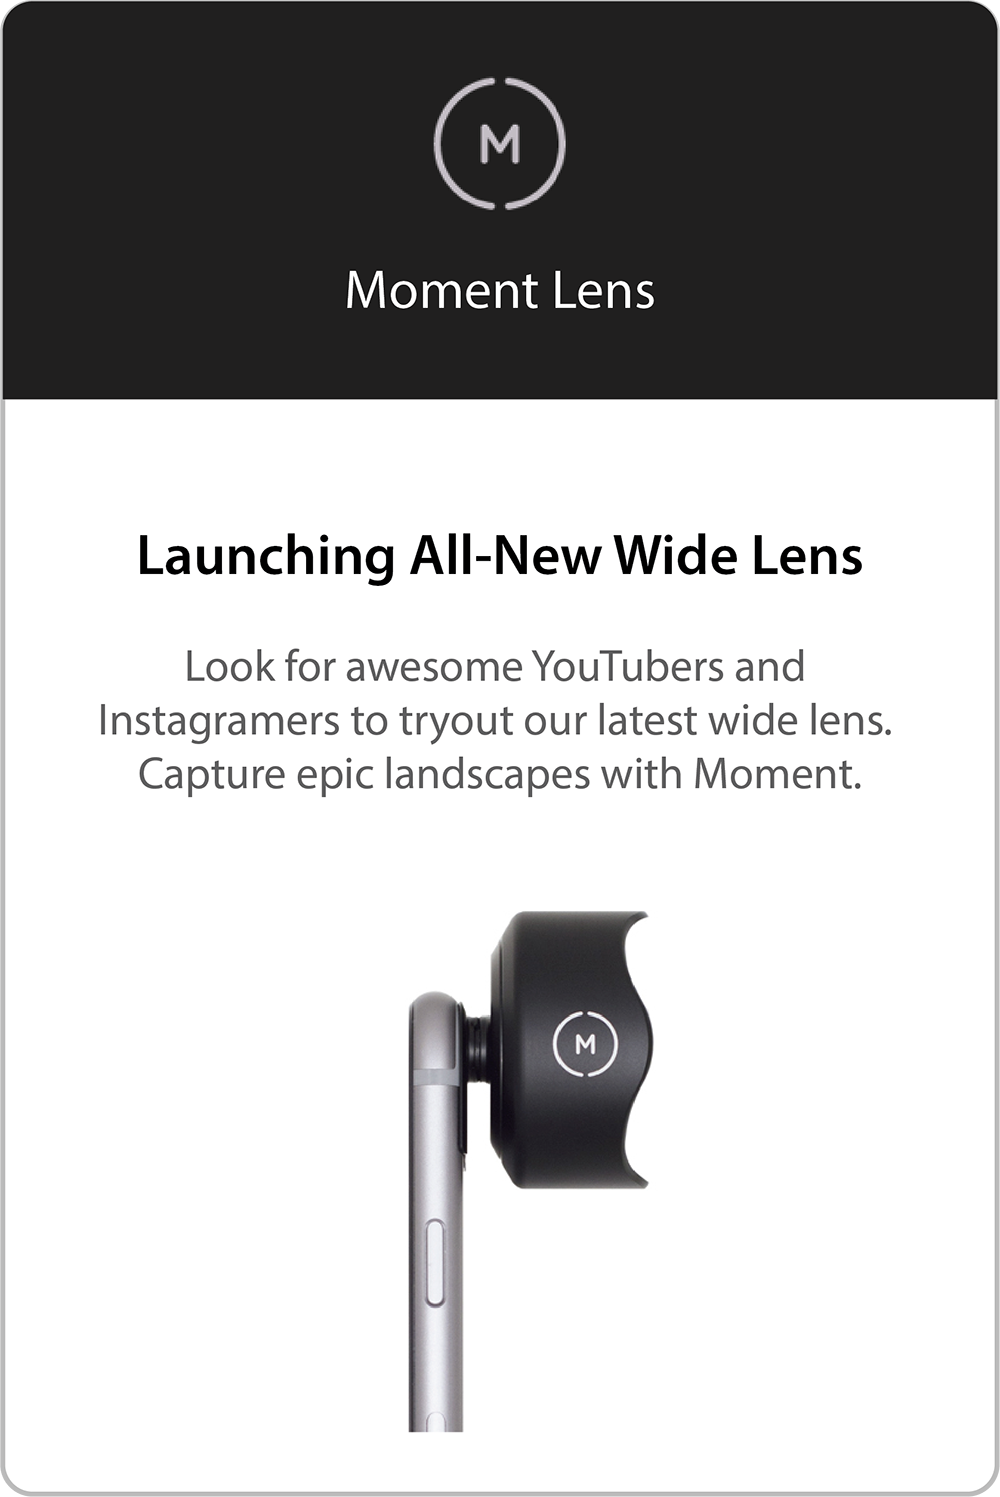 M
Moment Lens
Launching All-New Wide Lens
Look for awesome YouTubers and
Instagramers to tryout our latest wide lens.
Capture epic landscapes with Moment.
M